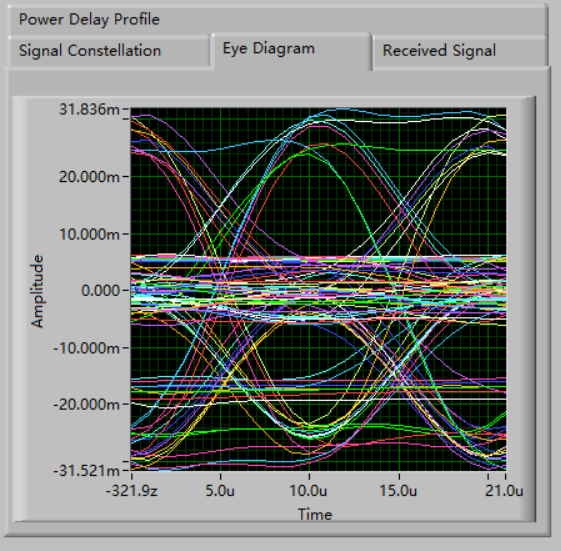 Power Delay Profile
Signal Constellation
Eye Diagram
Received Signal
31.836m
20.000m
10.000m
0.000
-10.000m
-20.000m
-31.521m
Amplitude
-321.9z
5.0u
10.0u
15.0u
21.0u
Time